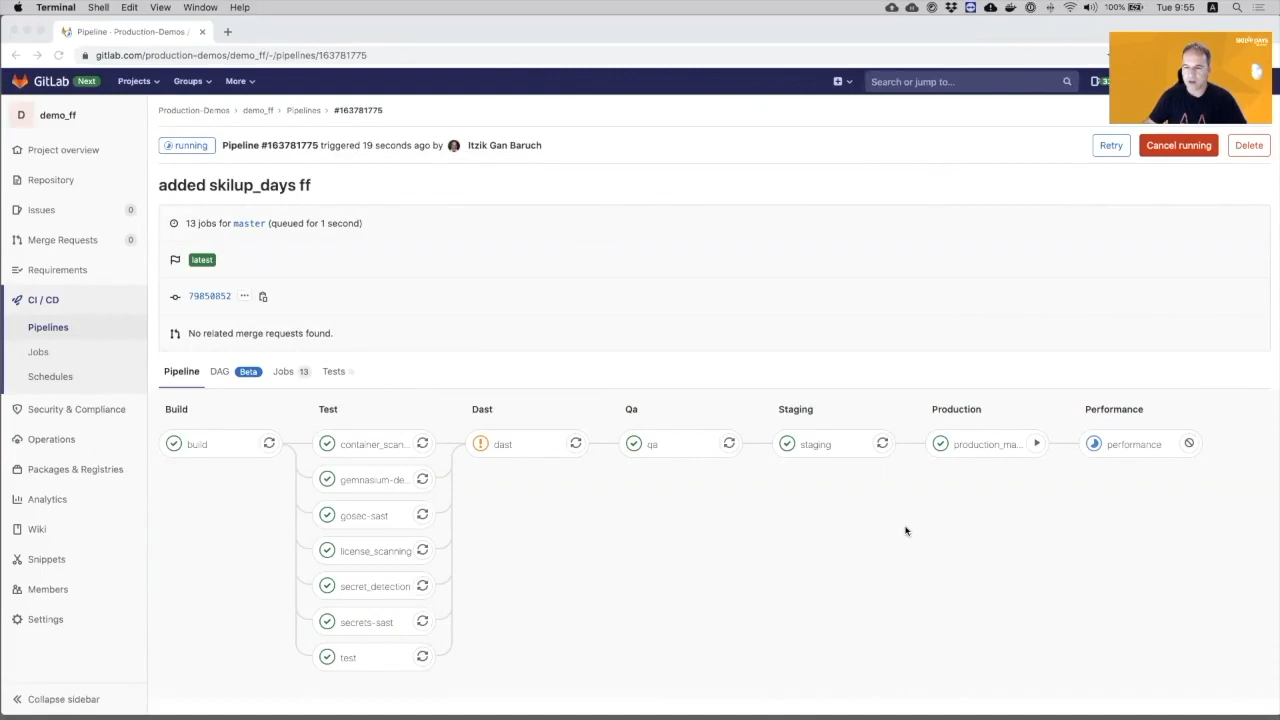 Terminal Shell Edit View Window Help 100% Tue 9:55 A
Pipeline · Production-Demos /
gitlab.com/production-demos/demo_ff/-/pipelines/163781775
SKILUP DAYS
GitLab Next Projects Groups More Search or jump to...
D demo_ff
Production-Demos › demo_ff › Pipelines › #163781775
running Pipeline #163781775 triggered 19 seconds ago by Itzik Gan Baruch Retry Cancel running Delete
Project overview
Repository
Issues 0
Merge Requests 0
Requirements
CI / CD
Pipelines
Jobs
Schedules
Security & Compliance
Operations
Packages & Registries
Analytics
Wiki
Snippets
Members
Settings
Collapse sidebar
added skilup_days ff
13 jobs for master (queued for 1 second)
latest
79850852 ...
No related merge requests found.
Pipeline DAG Beta Jobs 13 Tests
Build Test Dast Qa Staging Production Performance
build container_scan... dast qa staging production_ma... performance
gemnasium-de...
gosec-sast
license_scanning
secret_detection
secrets-sast
test